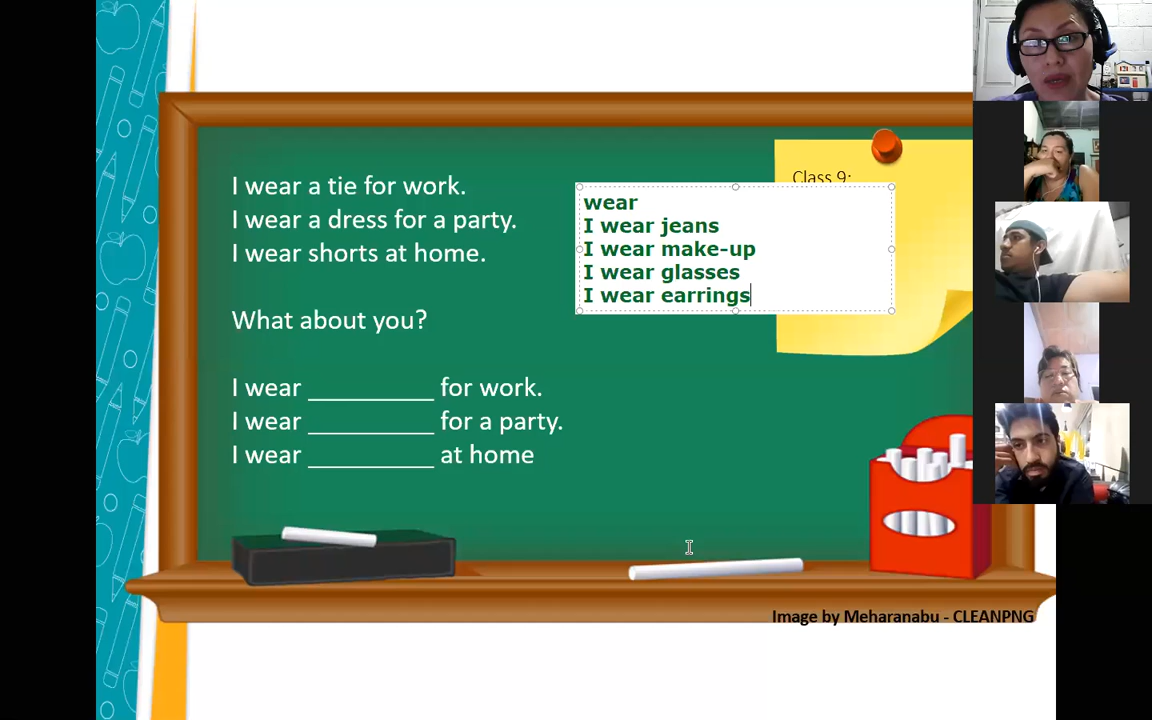 I wear a tie for work.
I wear a dress for a party.
I wear shorts at home.
What about you?
I wear __________ for work.
I wear __________ for a party.
I wear __________ at home
Class 9:
wear
I wear jeans
I wear make-up
I wear glasses
I wear earrings
Image by Meharanabu - CLEANPNG